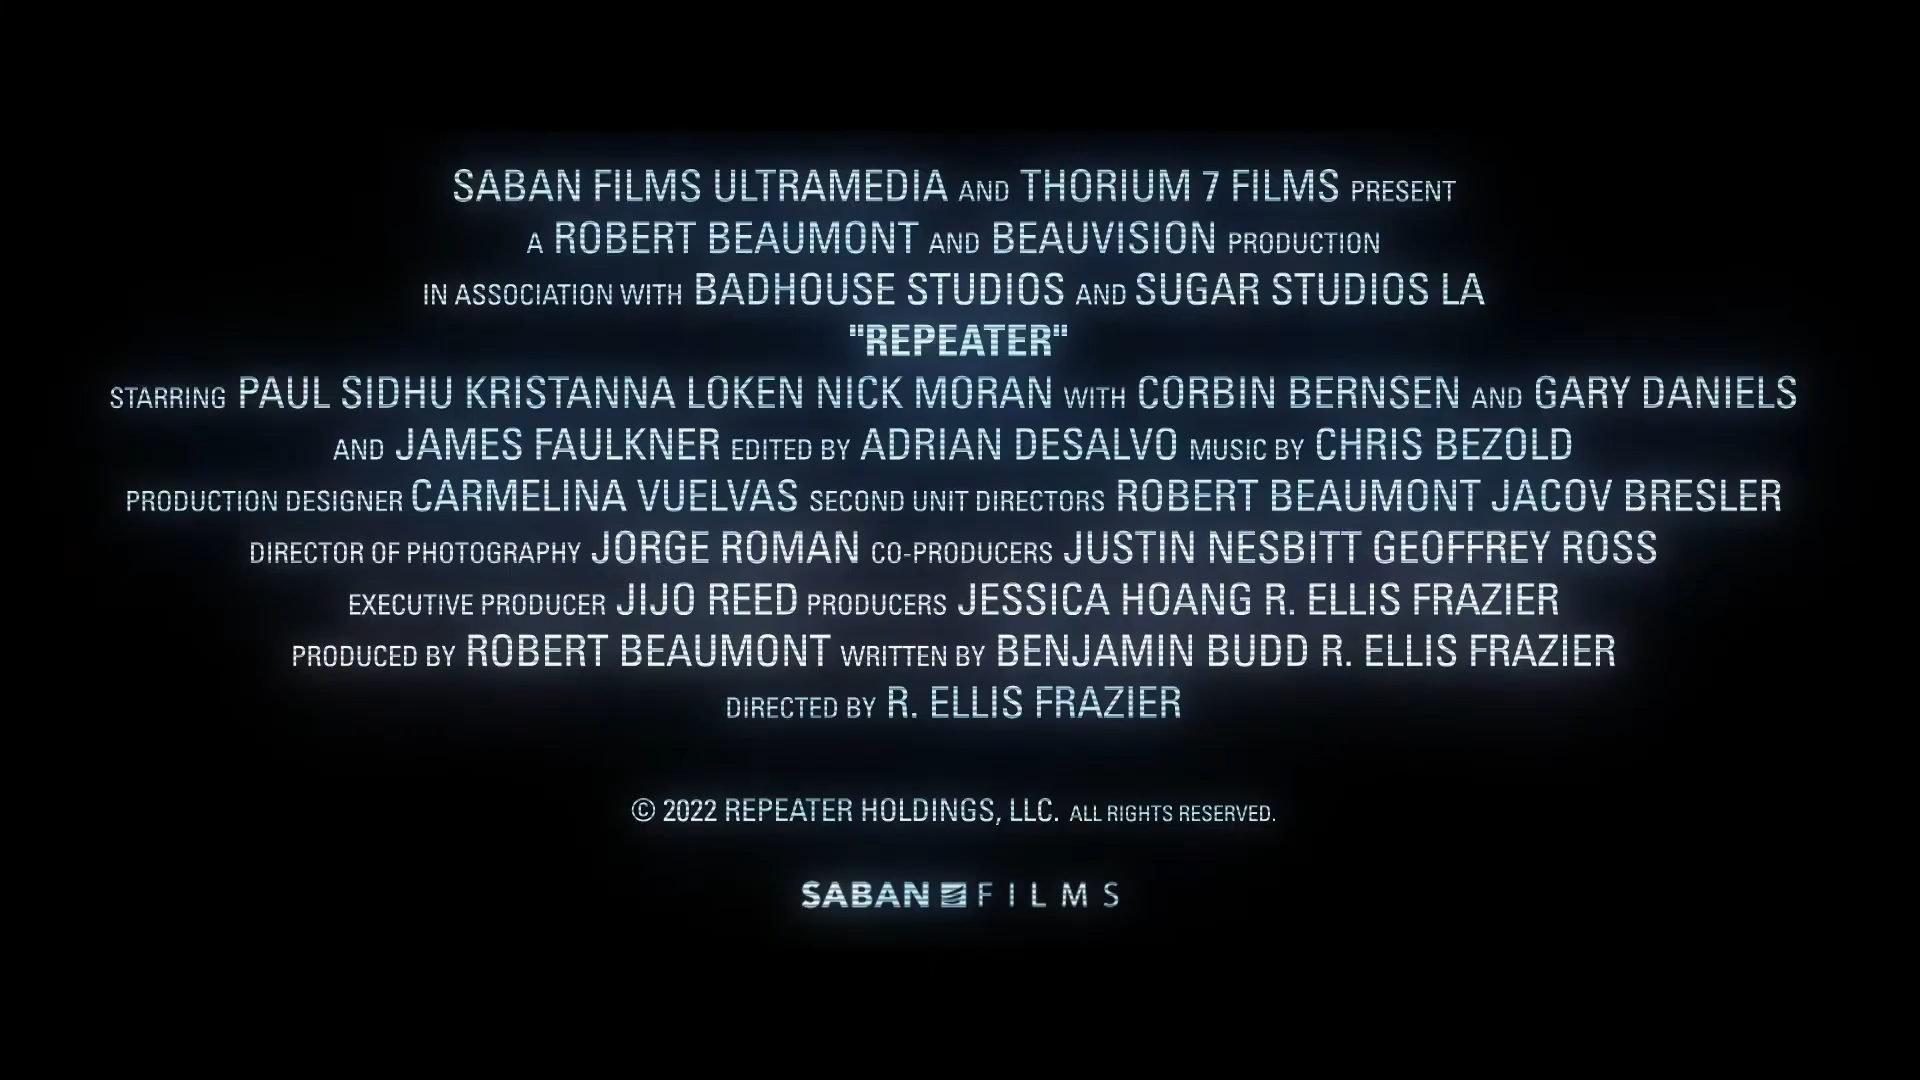 SABAN FILMS ULTRAMEDIA AND THORIUM 7 FILMS PRESENT
A ROBERT BEAUMONT AND BEAUVISION PRODUCTION
IN ASSOCIATION WITH BADHOUSE STUDIOS AND SUGAR STUDIOS LA
"REPEATER"
STARRING PAUL SIDHU KRISTANNA LOKEN NICK MORAN WITH CORBIN BERNSEN AND GARY DANIELS
AND JAMES FAULKNER EDITED BY ADRIAN DESALVO MUSIC BY CHRIS BEZOLD
PRODUCTION DESIGNER CARMELINA VUELVAS SECOND UNIT DIRECTORS ROBERT BEAUMONT JACOV BRESLER
DIRECTOR OF PHOTOGRAPHY JORGE ROMAN CO-PRODUCERS JUSTIN NESBITT GEOFFREY ROSS
EXECUTIVE PRODUCER JIJO REED PRODUCERS JESSICA HOANG R. ELLIS FRAZIER
PRODUCED BY ROBERT BEAUMONT WRITTEN BY BENJAMIN BUDD R. ELLIS FRAZIER
DIRECTED BY R. ELLIS FRAZIER
© 2022 REPEATER HOLDINGS, LLC. ALL RIGHTS RESERVED.
SABAN FILMS